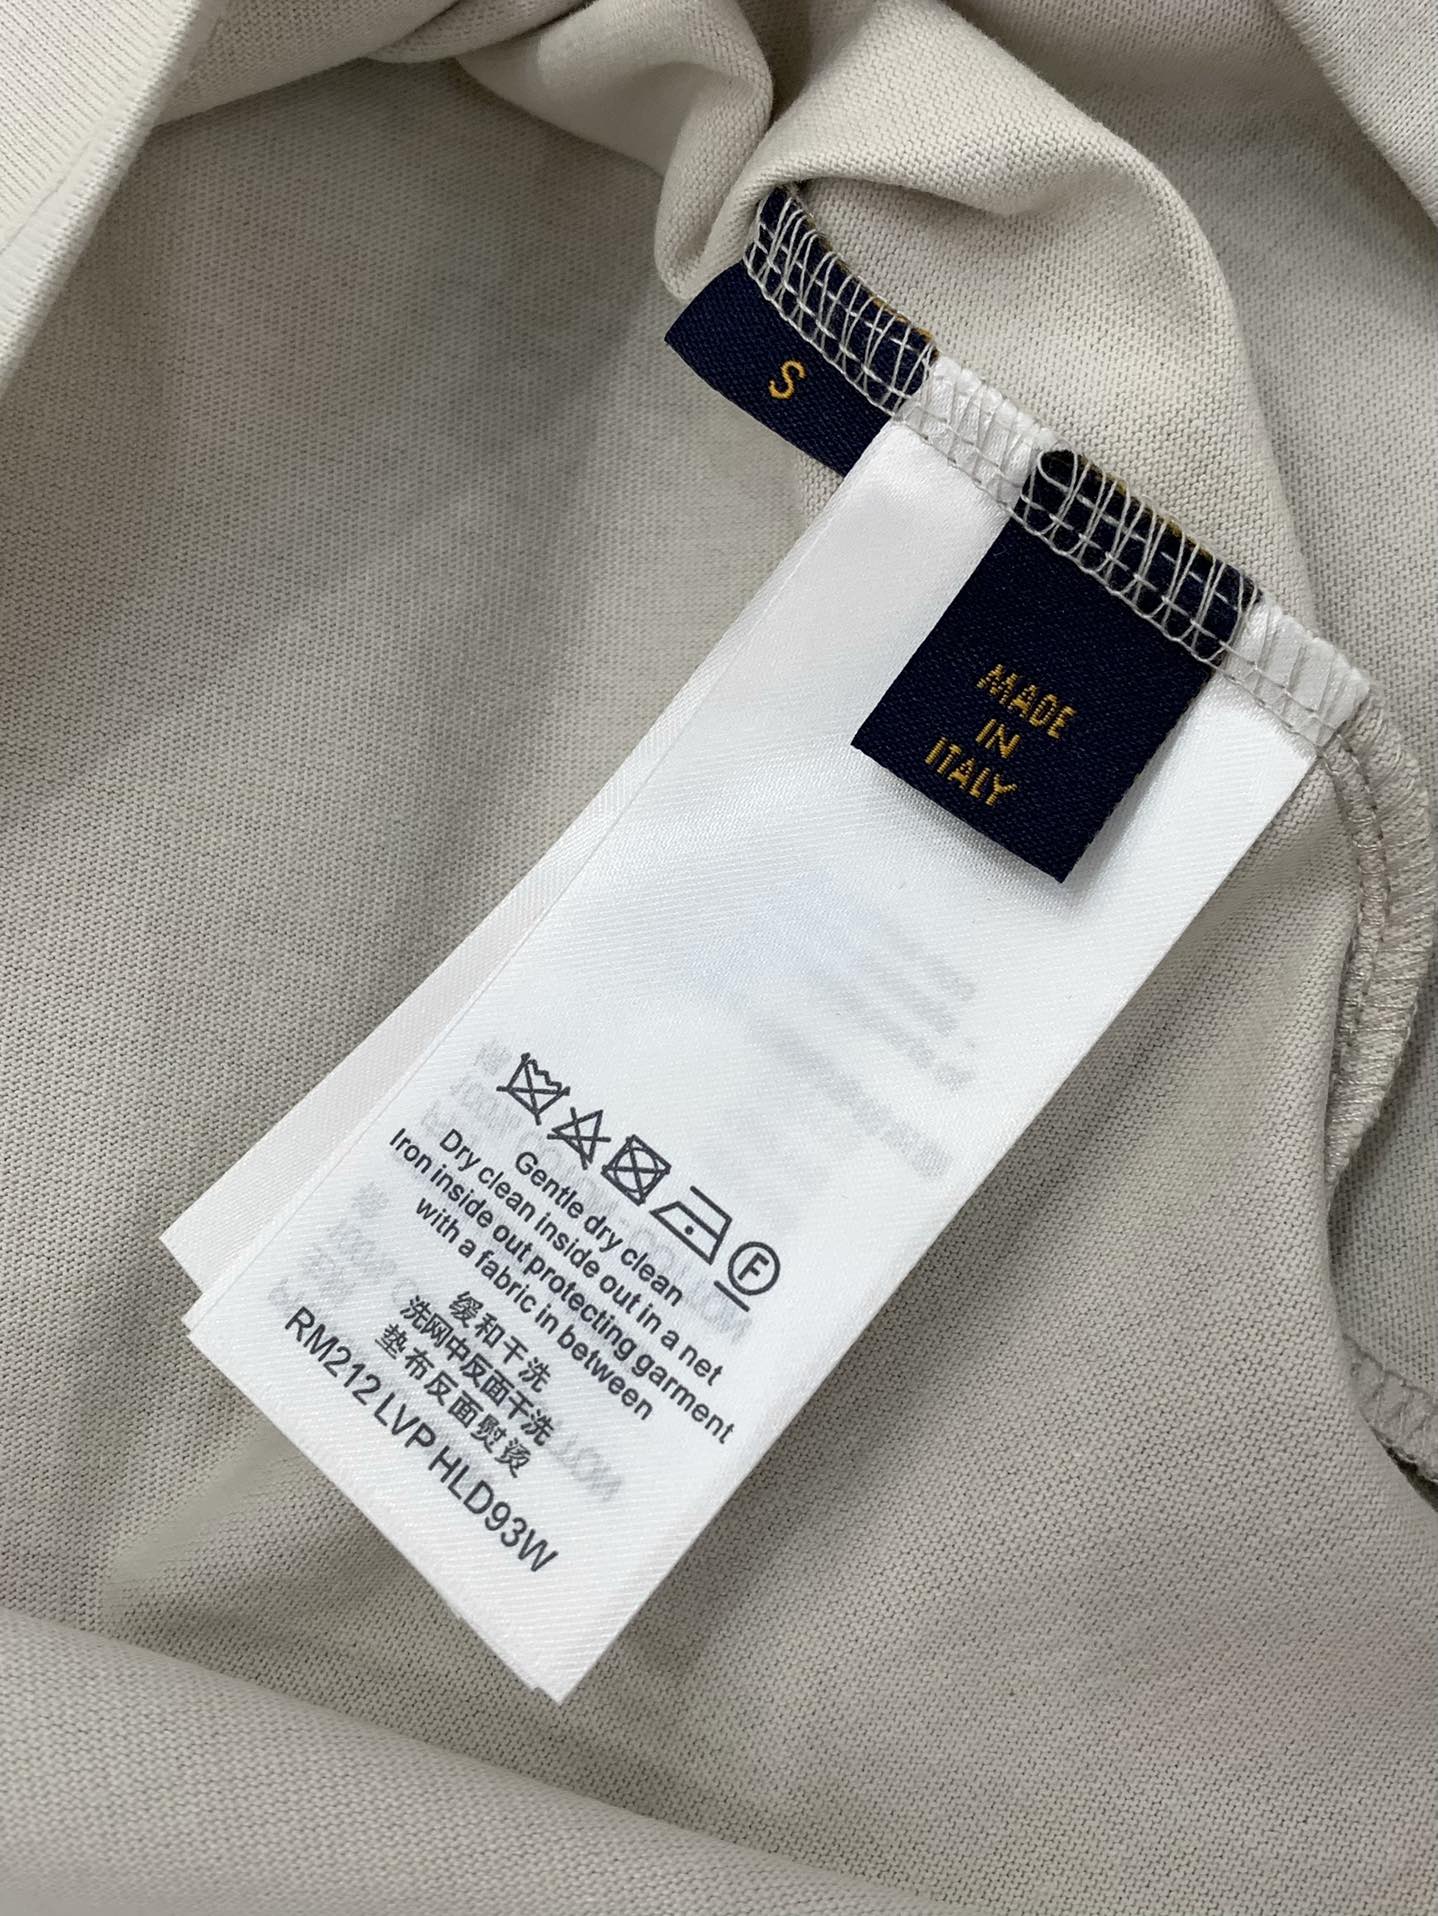 S
MADE
IN
ITALY
F
Gentle dry clean
Dry clean inside out in a net
Iron inside out protecting garment
with a fabric in between
缓和干洗
洗网中反面干洗
垫布反面熨烫
RM212 LVP HLD93W